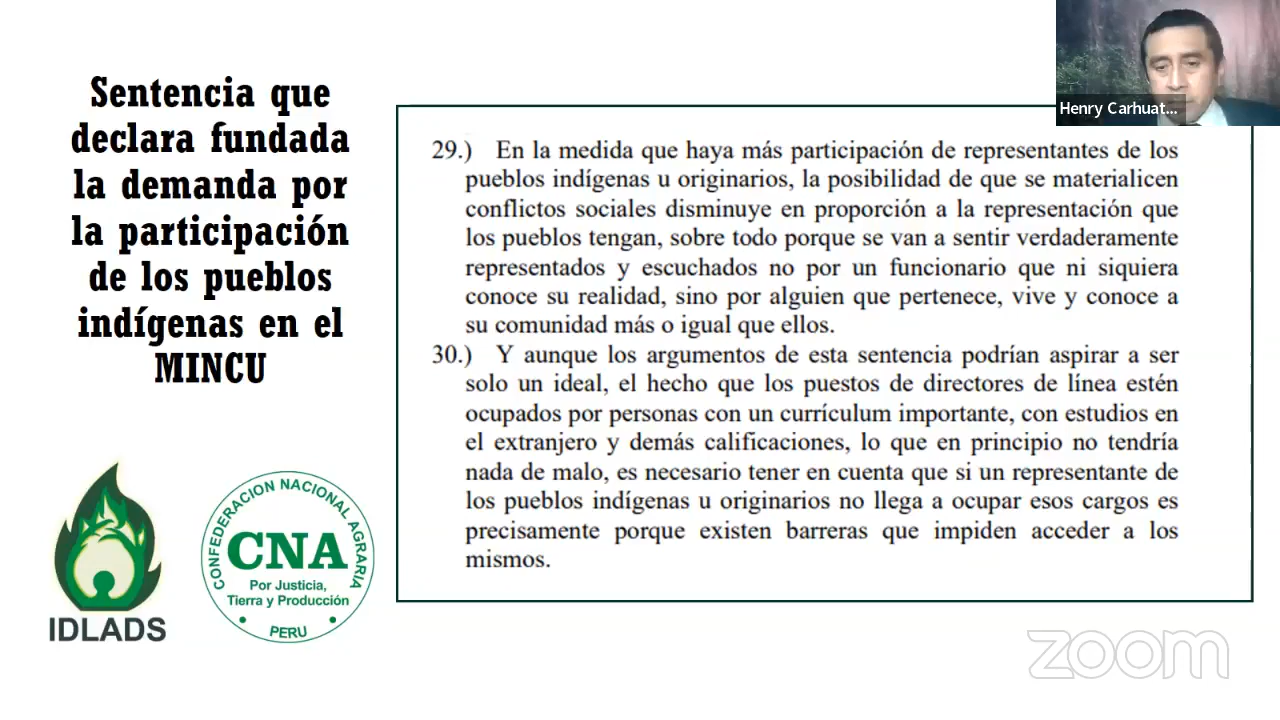 Sentencia que
declara fundada
la demanda por
la participación
de los pueblos
indígenas en el
MINCU
IDLADS
CONFEDERACION NACIONAL AGRARIA
CNA
Por Justicia,
Tierra y Producción
PERU
29.) En la medida que haya más participación de representantes de los
pueblos indígenas u originarios, la posibilidad de que se materialicen
conflictos sociales disminuye en proporción a la representación que
los pueblos tengan, sobre todo porque se van a sentir verdaderamente
representados y escuchados no por un funcionario que ni siquiera
conoce su realidad, sino por alguien que pertenece, vive y conoce a
su comunidad más o igual que ellos.
30.) Y aunque los argumentos de esta sentencia podrían aspirar a ser
solo un ideal, el hecho que los puestos de directores de línea estén
ocupados por personas con un currículum importante, con estudios en
el extranjero y demás calificaciones, lo que en principio no tendría
nada de malo, es necesario tener en cuenta que si un representante de
los pueblos indígenas u originarios no llega a ocupar esos cargos es
precisamente porque existen barreras que impiden acceder a los
mismos.
Henry Carhuat...
zoom